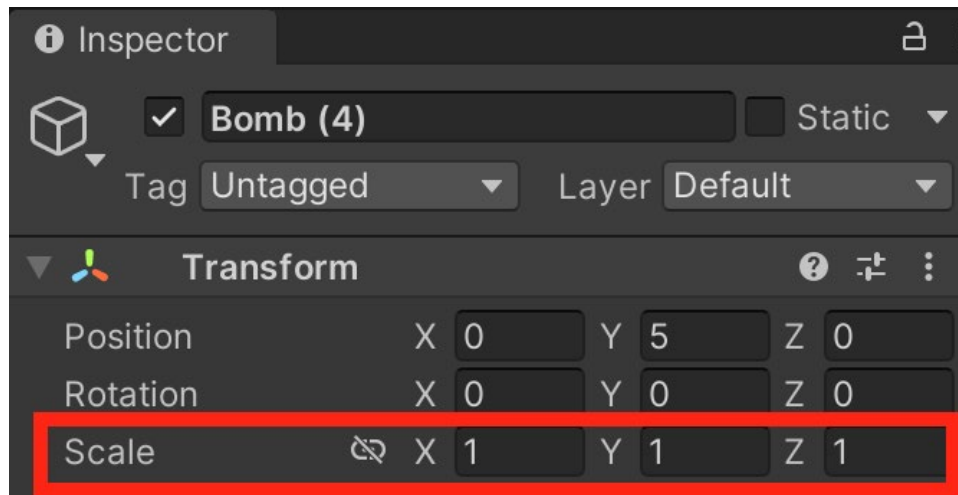 Inspector
Bomb (4) Static
Tag Untagged Layer Default
Transform
Position X 0 Y 5 Z 0
Rotation X 0 Y 0 Z 0
Scale X 1 Y 1 Z 1